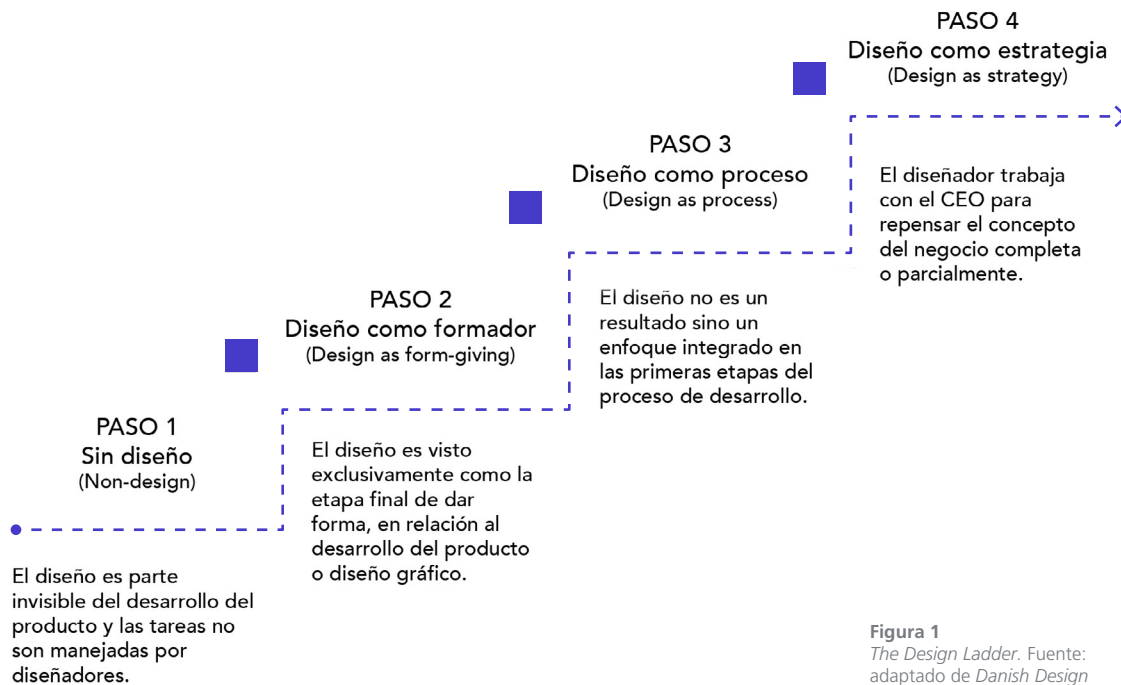 PASO 1
Sin diseño
(Non-design)
El diseño es parte
invisible del desarrollo del
producto y las tareas no
son manejadas por
diseñadores.
PASO 2
Diseño como formador
(Design as form-giving)
El diseño es visto
exclusivamente como la
etapa final de dar
forma, en relación al
desarrollo del producto
o diseño gráfico.
PASO 3
Diseño como proceso
(Design as process)
El diseño no es un
resultado sino un
enfoque integrado en
las primeras etapas del
proceso de desarrollo.
PASO 4
Diseño como estrategia
(Design as strategy)
El diseñador trabaja
con el CEO para
repensar el concepto
del negocio completa
o parcialmente.
Figura 1
The Design Ladder. Fuente:
adaptado de Danish Design